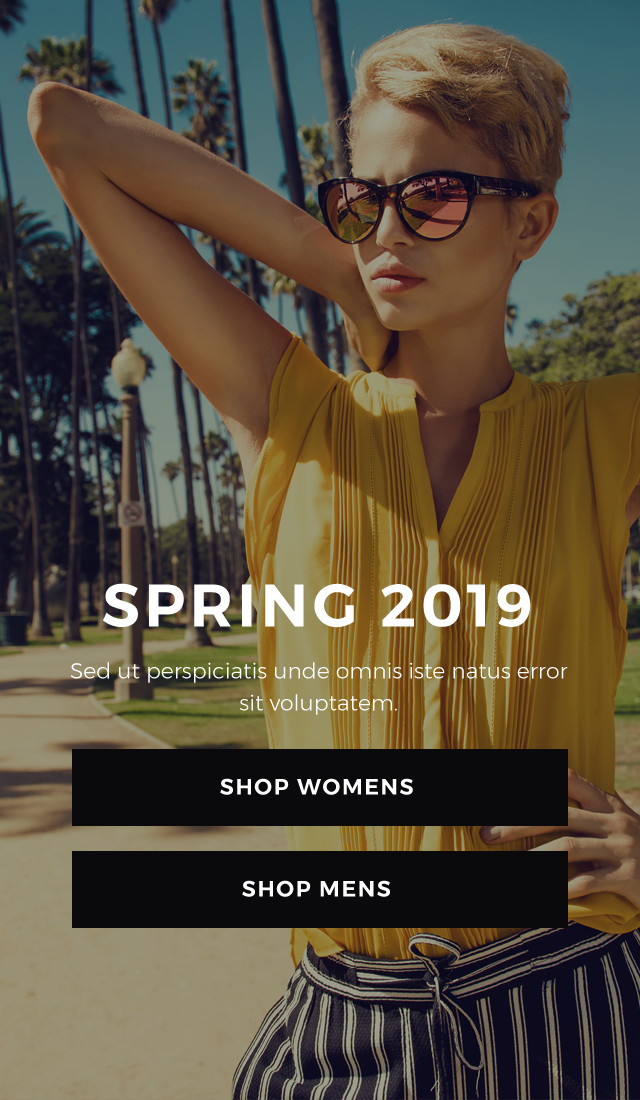 SPRING 2019
Sed ut perspiciatis unde omnis iste natus error
sit voluptatem.
SHOP WOMENS
SHOP MENS